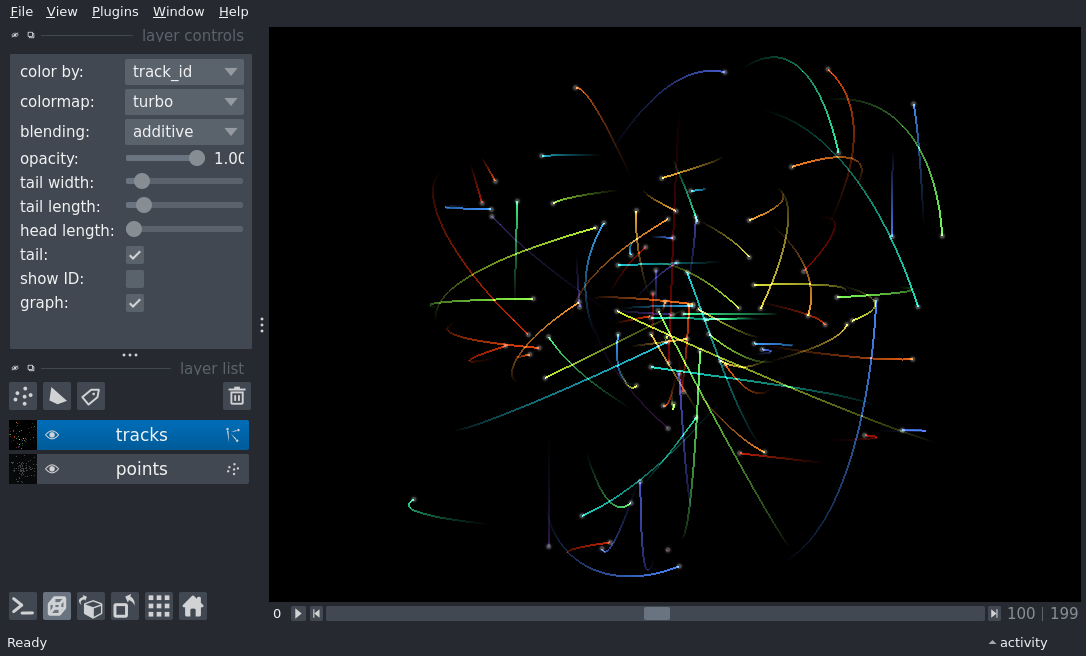 File View Plugins Window Help
layer controls
color by: track_id
colormap: turbo
blending: additive
opacity: 1.00
tail width:
tail length:
head length:
tail:
show ID:
graph:
layer list
tracks
points
0 100 | 199
Ready activity